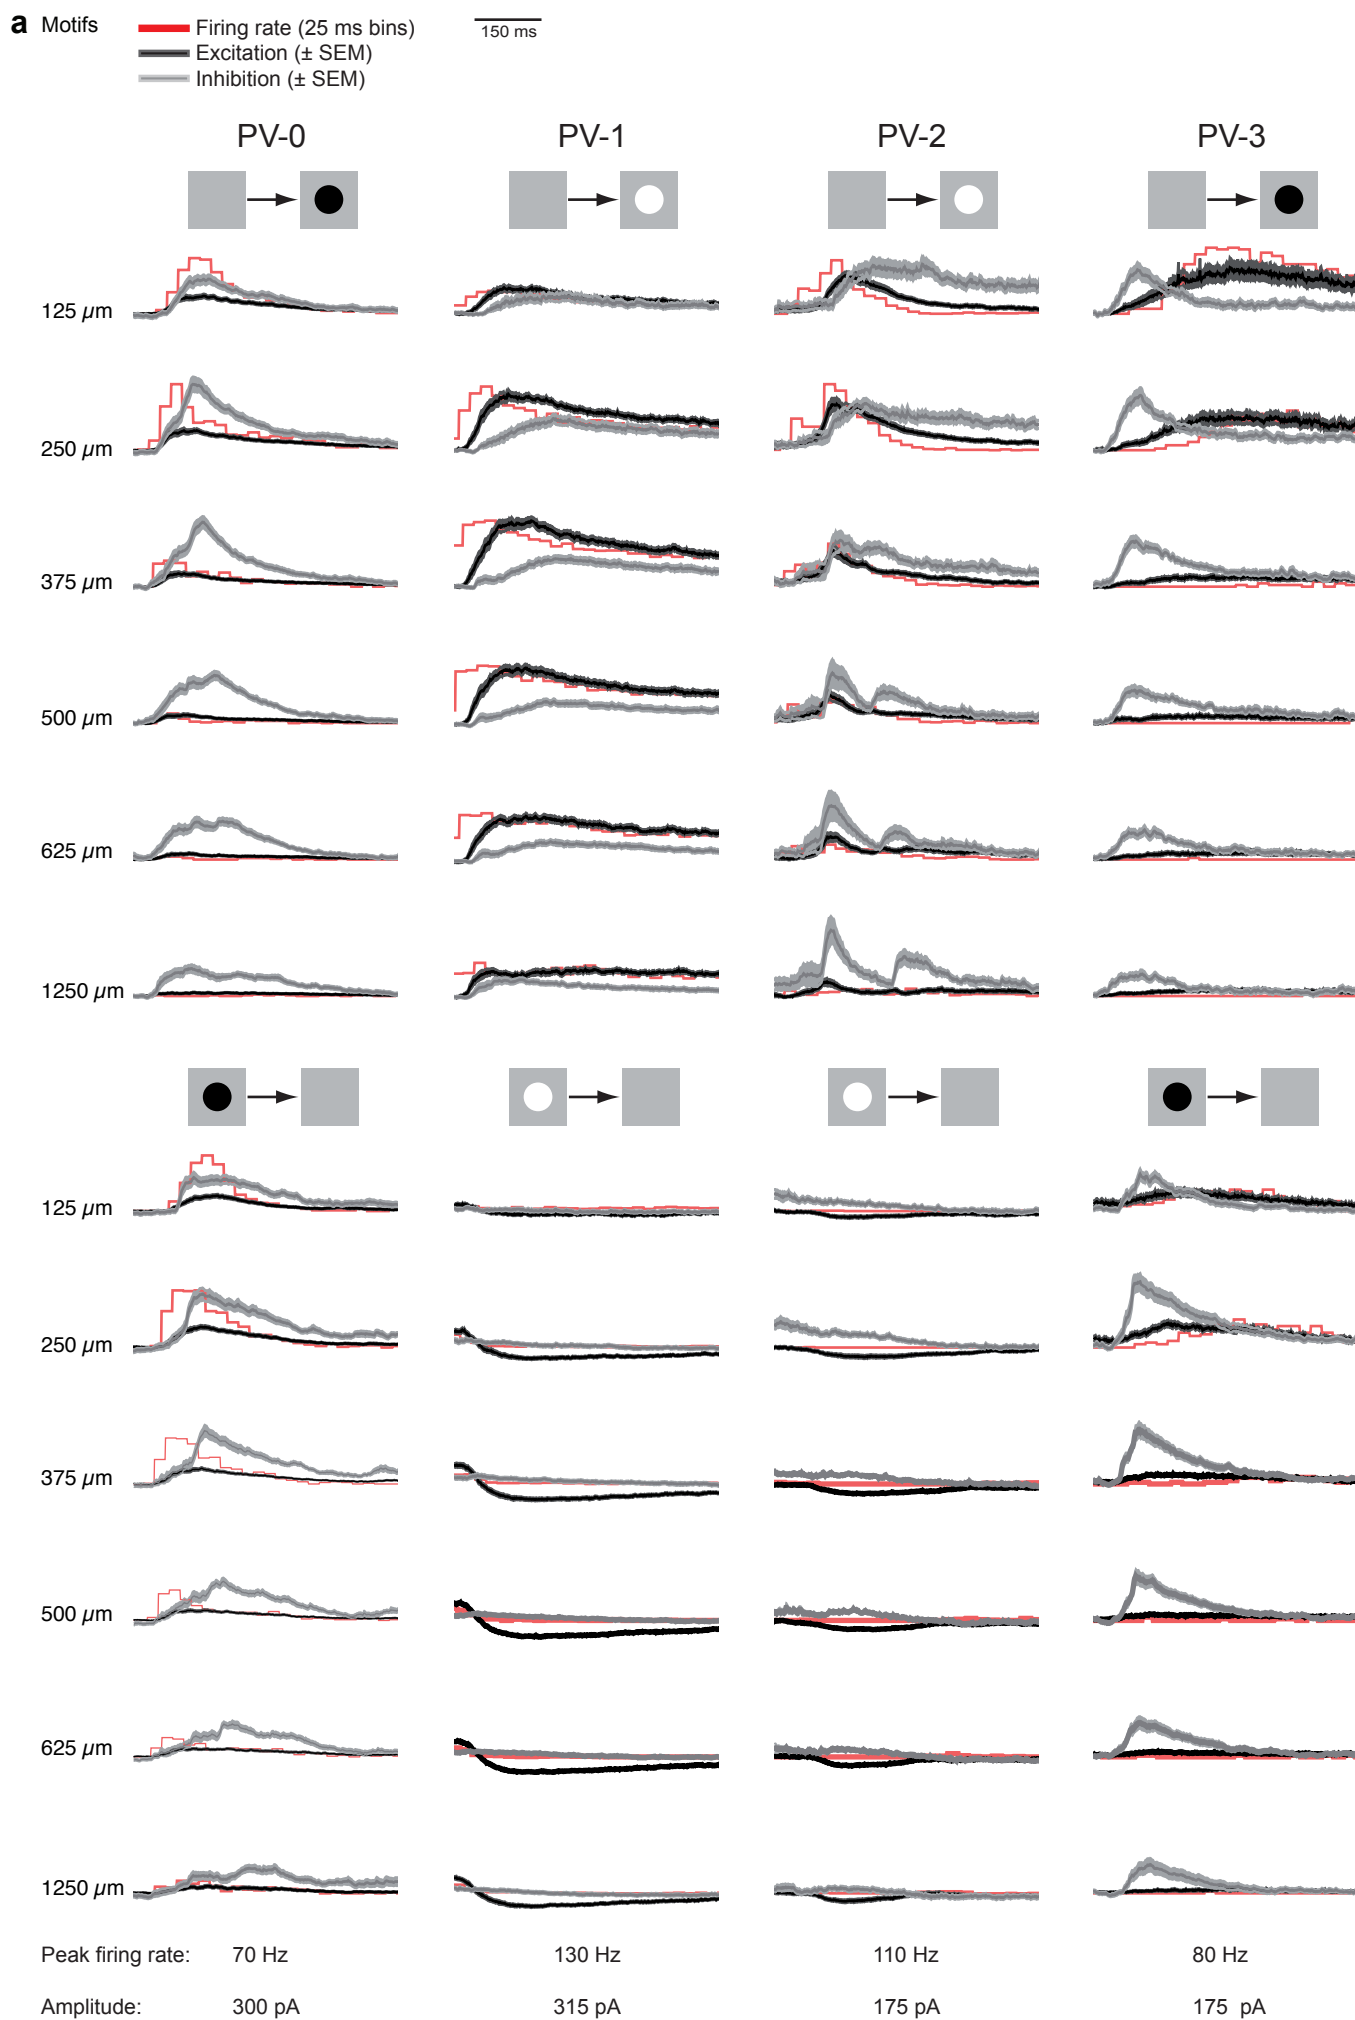 a Motifs
Firing rate (25 ms bins)
150 ms
Excitation (± SEM)
Inhibition (± SEM)
PV-0 PV-1 PV-2 PV-3
125 µm
250 µm
375 µm
500 µm
625 µm
1250 µm
125 µm
250 µm
375 µm
500 µm
625 µm
1250 µm
Peak firing rate: 70 Hz 130 Hz 110 Hz 80 Hz
Amplitude: 300 pA 315 pA 175 pA 175 pA